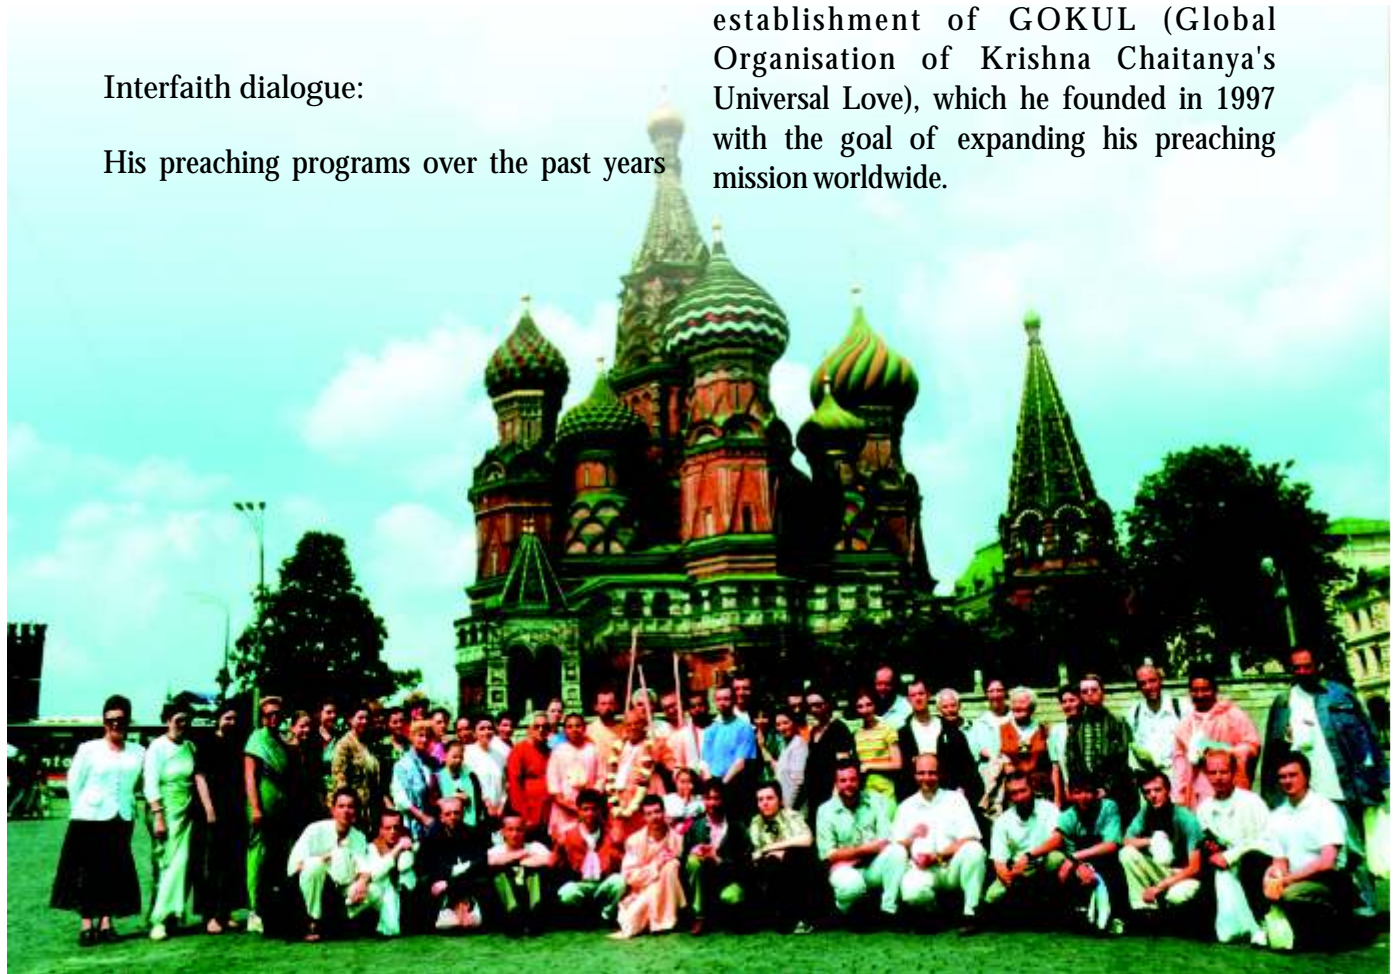 Interfaith dialogue:
His preaching programs over the past years
establishment of GOKUL (Global
Organisation of Krishna Chaitanya's
Universal Love), which he founded in 1997
with the goal of expanding his preaching
mission worldwide.